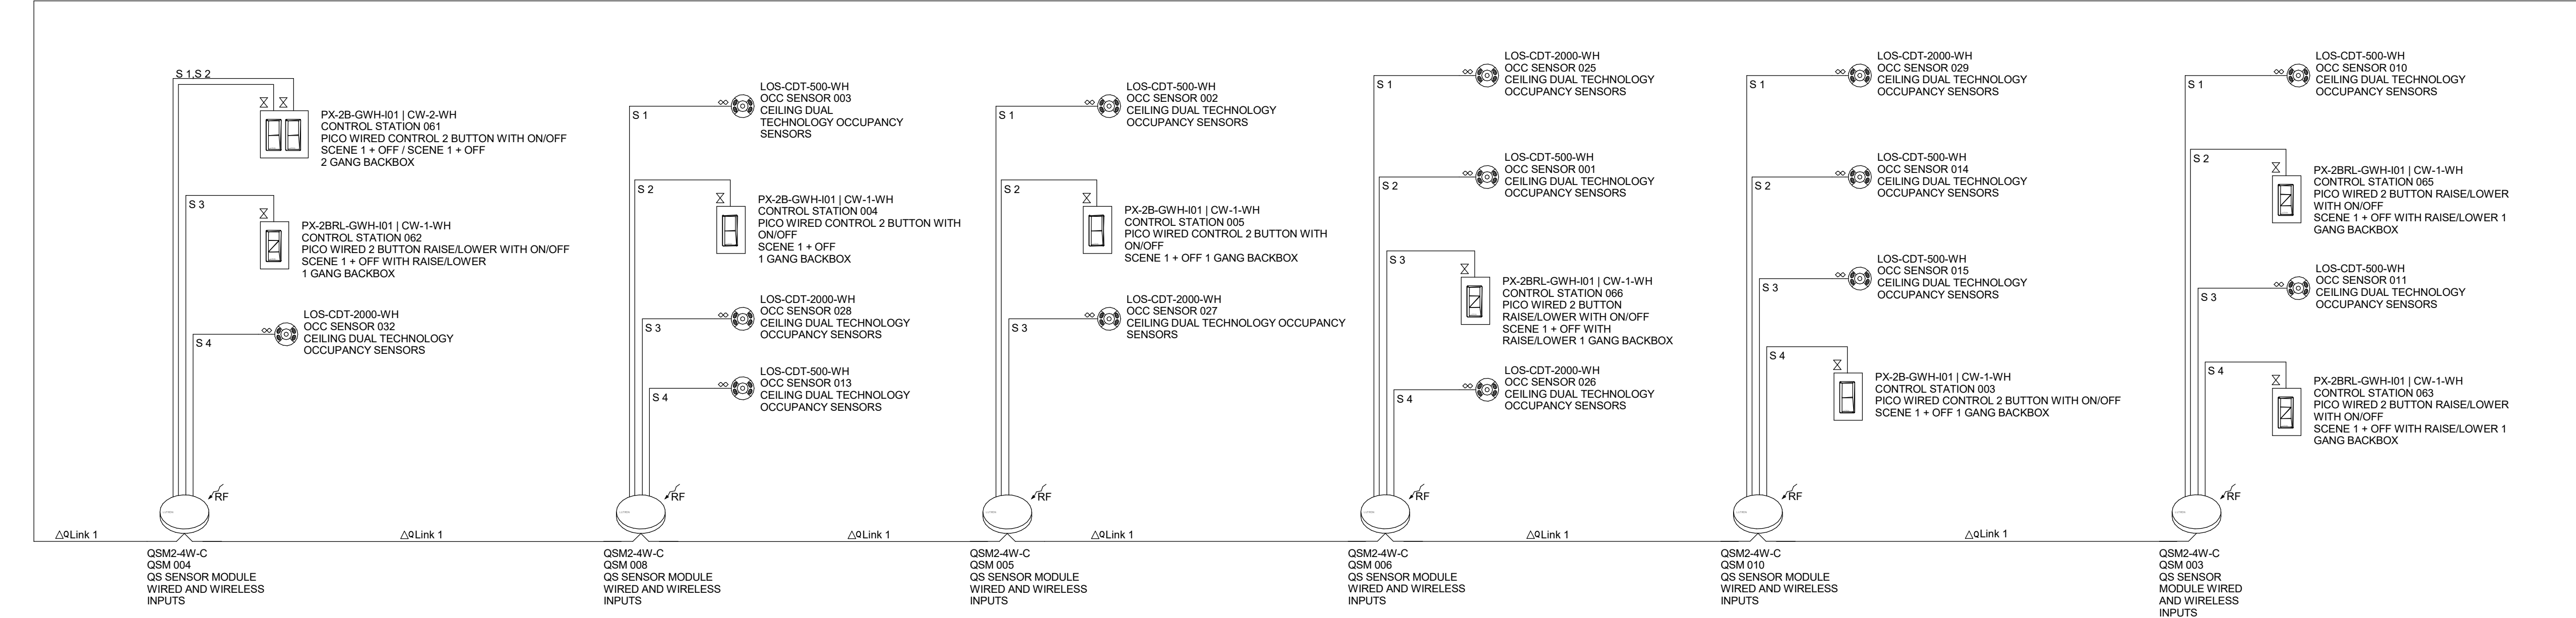 S 1,S 2
PX-2B-GWH-I01 | CW-2-WH
CONTROL STATION 061
PICO WIRED CONTROL 2 BUTTON WITH ON/OFF
SCENE 1 + OFF / SCENE 1 + OFF
2 GANG BACKBOX
S 3
PX-2BRL-GWH-I01 | CW-1-WH
CONTROL STATION 062
PICO WIRED 2 BUTTON RAISE/LOWER WITH ON/OFF
SCENE 1 + OFF WITH RAISE/LOWER
1 GANG BACKBOX
S 4
LOS-CDT-2000-WH
OCC SENSOR 032
CEILING DUAL TECHNOLOGY
OCCUPANCY SENSORS
RF
QLink 1
QSM2-4W-C
QSM 004
QS SENSOR MODULE
WIRED AND WIRELESS
INPUTS
QLink 1
S 1
LOS-CDT-500-WH
OCC SENSOR 003
CEILING DUAL
TECHNOLOGY OCCUPANCY
SENSORS
S 2
PX-2B-GWH-I01 | CW-1-WH
CONTROL STATION 004
PICO WIRED CONTROL 2 BUTTON WITH
ON/OFF
SCENE 1 + OFF
1 GANG BACKBOX
S 3
LOS-CDT-2000-WH
OCC SENSOR 028
CEILING DUAL TECHNOLOGY
OCCUPANCY SENSORS
S 4
LOS-CDT-500-WH
OCC SENSOR 013
CEILING DUAL TECHNOLOGY
OCCUPANCY SENSORS
RF
QSM2-4W-C
QSM 008
QS SENSOR MODULE
WIRED AND WIRELESS
INPUTS
QLink 1
S 1
LOS-CDT-500-WH
OCC SENSOR 002
CEILING DUAL TECHNOLOGY
OCCUPANCY SENSORS
S 2
PX-2B-GWH-I01 | CW-1-WH
CONTROL STATION 005
PICO WIRED CONTROL 2 BUTTON WITH
ON/OFF
SCENE 1 + OFF 1 GANG BACKBOX
S 3
LOS-CDT-2000-WH
OCC SENSOR 027
CEILING DUAL TECHNOLOGY OCCUPANCY
SENSORS
RF
QSM2-4W-C
QSM 005
QS SENSOR MODULE
WIRED AND WIRELESS
INPUTS
QLink 1
S 1
LOS-CDT-2000-WH
OCC SENSOR 025
CEILING DUAL TECHNOLOGY
OCCUPANCY SENSORS
S 2
LOS-CDT-500-WH
OCC SENSOR 001
CEILING DUAL TECHNOLOGY
OCCUPANCY SENSORS
S 3
PX-2BRL-GWH-I01 | CW-1-WH
CONTROL STATION 066
PICO WIRED 2 BUTTON
RAISE/LOWER WITH ON/OFF
SCENE 1 + OFF WITH
RAISE/LOWER 1 GANG BACKBOX
S 4
LOS-CDT-2000-WH
OCC SENSOR 026
CEILING DUAL TECHNOLOGY
OCCUPANCY SENSORS
RF
QSM2-4W-C
QSM 006
QS SENSOR MODULE
WIRED AND WIRELESS
INPUTS
QLink 1
S 1
LOS-CDT-2000-WH
OCC SENSOR 029
CEILING DUAL TECHNOLOGY
OCCUPANCY SENSORS
S 2
LOS-CDT-500-WH
OCC SENSOR 014
CEILING DUAL TECHNOLOGY
OCCUPANCY SENSORS
S 3
LOS-CDT-500-WH
OCC SENSOR 015
CEILING DUAL TECHNOLOGY
OCCUPANCY SENSORS
S 4
PX-2B-GWH-I01 | CW-1-WH
CONTROL STATION 003
PICO WIRED CONTROL 2 BUTTON WITH ON/OFF
SCENE 1 + OFF 1 GANG BACKBOX
RF
QSM2-4W-C
QSM 010
QS SENSOR MODULE
WIRED AND WIRELESS
INPUTS
QLink 1
S 1
LOS-CDT-500-WH
OCC SENSOR 010
CEILING DUAL TECHNOLOGY
OCCUPANCY SENSORS
S 2
PX-2BRL-GWH-I01 | CW-1-WH
CONTROL STATION 065
PICO WIRED 2 BUTTON RAISE/LOWER
WITH ON/OFF
SCENE 1 + OFF WITH RAISE/LOWER 1
GANG BACKBOX
S 3
LOS-CDT-500-WH
OCC SENSOR 011
CEILING DUAL TECHNOLOGY
OCCUPANCY SENSORS
S 4
PX-2BRL-GWH-I01 | CW-1-WH
CONTROL STATION 063
PICO WIRED 2 BUTTON RAISE/LOWER
WITH ON/OFF
SCENE 1 + OFF WITH RAISE/LOWER 1
GANG BACKBOX
RF
QSM2-4W-C
QSM 003
QS SENSOR
MODULE WIRED
AND WIRELESS
INPUTS